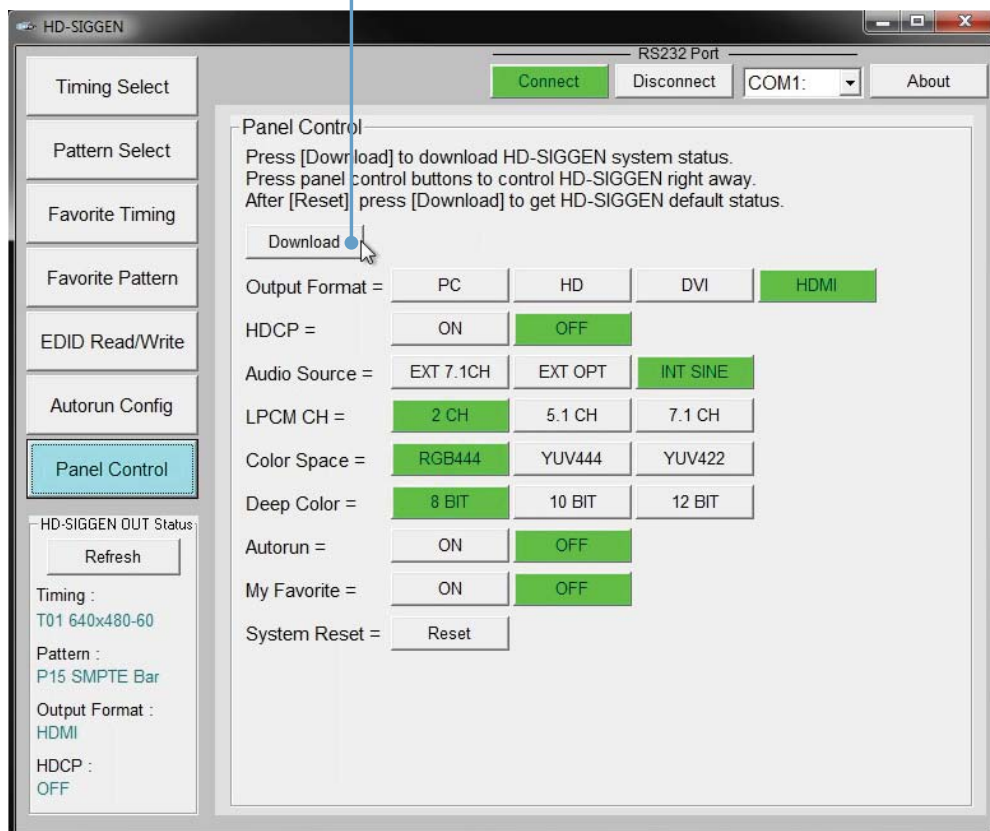 HD-SIGGEN
RS232 Port
Connect Disconnect COM1: About
Timing Select
Pattern Select
Favorite Timing
Favorite Pattern
EDID Read/Write
Autorun Config
Panel Control
HD-SIGGEN OUT Status
Refresh
Timing :
T01 640x480-60
Pattern :
P15 SMPTE Bar
Output Format :
HDMI
HDCP :
OFF
Panel Control
Press [Download] to download HD-SIGGEN system status.
Press panel control buttons to control HD-SIGGEN right away.
After [Reset] press [Download] to get HD-SIGGEN default status.
Download
Output Format = PC HD DVI HDMI
HDCP = ON OFF
Audio Source = EXT 7.1CH EXT OPT INT SINE
LPCM CH = 2 CH 5.1 CH 7.1 CH
Color Space = RGB444 YUV444 YUV422
Deep Color = 8 BIT 10 BIT 12 BIT
Autorun = ON OFF
My Favorite = ON OFF
System Reset = Reset